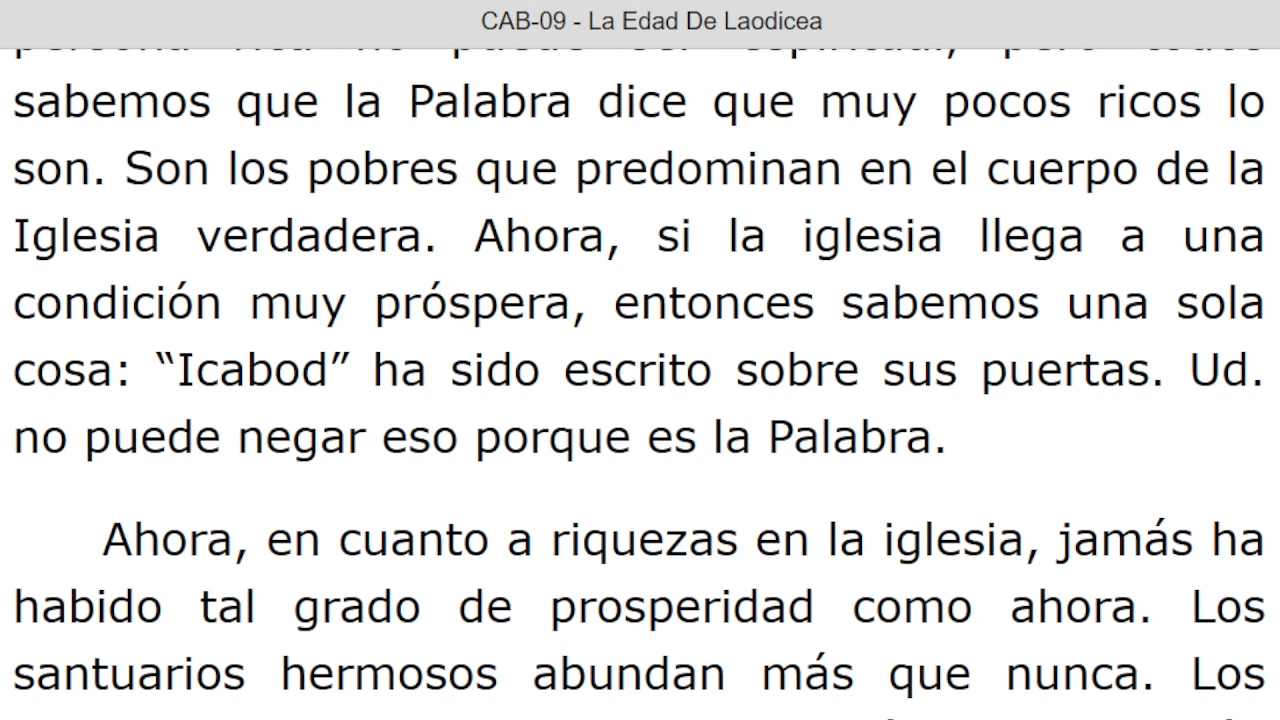 CAB-09 - La Edad De Laodicea
sabemos que la Palabra dice que muy pocos ricos lo
son. Son los pobres que predominan en el cuerpo de la
Iglesia verdadera. Ahora, si la iglesia llega a una
condición muy próspera, entonces sabemos una sola
cosa: “Icabod” ha sido escrito sobre sus puertas. Ud.
no puede negar eso porque es la Palabra.
Ahora, en cuanto a riquezas en la iglesia, jamás ha
habido tal grado de prosperidad como ahora. Los
santuarios hermosos abundan más que nunca. Los